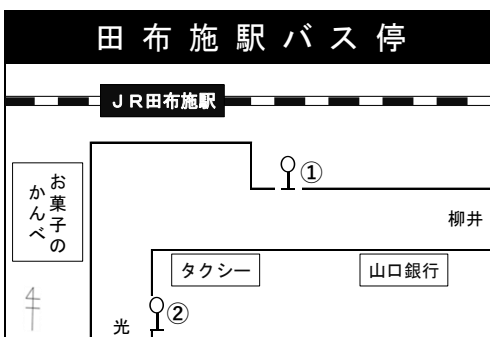 田布施駅バス停
JR田布施駅
①
お菓子の
かんべ
柳井
タクシー
山口銀行
②
光